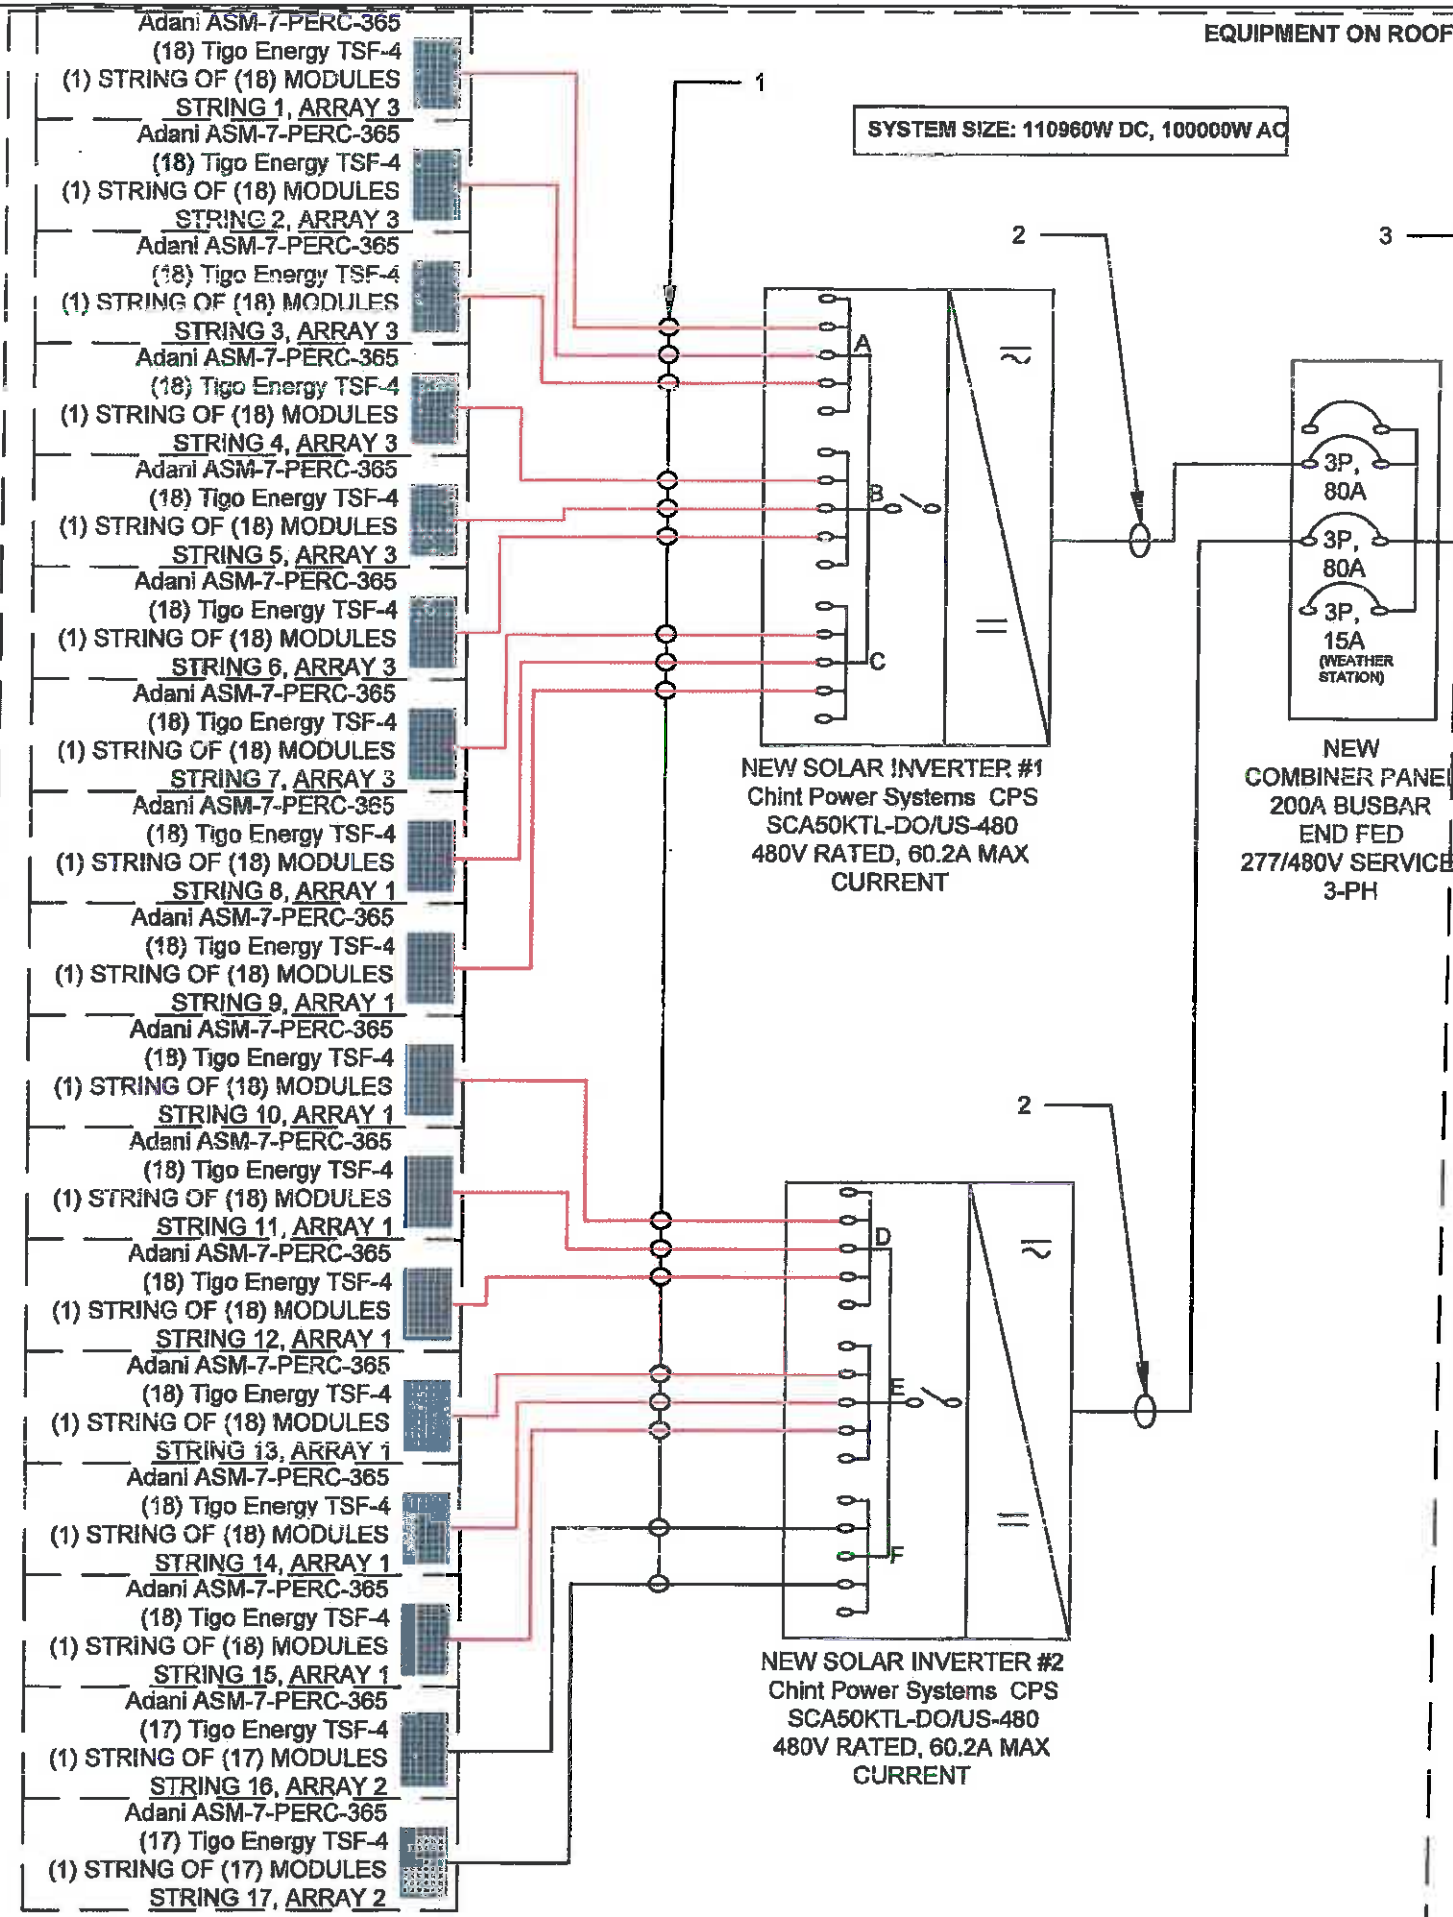 EQUIPMENT ON ROOF
SYSTEM SIZE: 110960W DC, 100000W AC
1
2
3
Adani ASM-7-PERC-365
(18) Tigo Energy TSF-4
(1) STRING OF (18) MODULES
STRING 1, ARRAY 3
Adani ASM-7-PERC-365
(18) Tigo Energy TSF-4
(1) STRING OF (18) MODULES
STRING 2, ARRAY 3
Adani ASM-7-PERC-365
(18) Tigo Energy TSF-4
(1) STRING OF (18) MODULES
STRING 3, ARRAY 3
Adani ASM-7-PERC-365
(18) Tigo Energy TSF-4
(1) STRING OF (18) MODULES
STRING 4, ARRAY 3
Adani ASM-7-PERC-365
(18) Tigo Energy TSF-4
(1) STRING OF (18) MODULES
STRING 5, ARRAY 3
Adani ASM-7-PERC-365
(18) Tigo Energy TSF-4
(1) STRING OF (18) MODULES
STRING 6, ARRAY 3
Adani ASM-7-PERC-365
(18) Tigo Energy TSF-4
(1) STRING OF (18) MODULES
STRING 7, ARRAY 3
Adani ASM-7-PERC-365
(18) Tigo Energy TSF-4
(1) STRING OF (18) MODULES
STRING 8, ARRAY 1
Adani ASM-7-PERC-365
(18) Tigo Energy TSF-4
(1) STRING OF (18) MODULES
STRING 9, ARRAY 1
Adani ASM-7-PERC-365
(18) Tigo Energy TSF-4
(1) STRING OF (18) MODULES
STRING 10, ARRAY 1
Adani ASM-7-PERC-365
(18) Tigo Energy TSF-4
(1) STRING OF (18) MODULES
STRING 11, ARRAY 1
Adani ASM-7-PERC-365
(18) Tigo Energy TSF-4
(1) STRING OF (18) MODULES
STRING 12, ARRAY 1
Adani ASM-7-PERC-365
(18) Tigo Energy TSF-4
(1) STRING OF (18) MODULES
STRING 13, ARRAY 1
Adani ASM-7-PERC-365
(18) Tigo Energy TSF-4
(1) STRING OF (18) MODULES
STRING 14, ARRAY 1
Adani ASM-7-PERC-365
(18) Tigo Energy TSF-4
(1) STRING OF (18) MODULES
STRING 15, ARRAY 1
Adani ASM-7-PERC-365
(17) Tigo Energy TSF-4
(1) STRING OF (17) MODULES
STRING 16, ARRAY 2
Adani ASM-7-PERC-365
(17) Tigo Energy TSF-4
(1) STRING OF (17) MODULES
STRING 17, ARRAY 2
A
B
C
NEW SOLAR INVERTER #1
Chint Power Systems CPS
SCA50KTL-DO/US-480
480V RATED, 60.2A MAX
CURRENT
3P,
80A
3P,
80A
3P,
15A
(WEATHER
STATION)
NEW
COMBINER PANEL
200A BUSBAR
END FED
277/480V SERVICE
3-PH
2
D
E
F
NEW SOLAR INVERTER #2
Chint Power Systems CPS
SCA50KTL-DO/US-480
480V RATED, 60.2A MAX
CURRENT